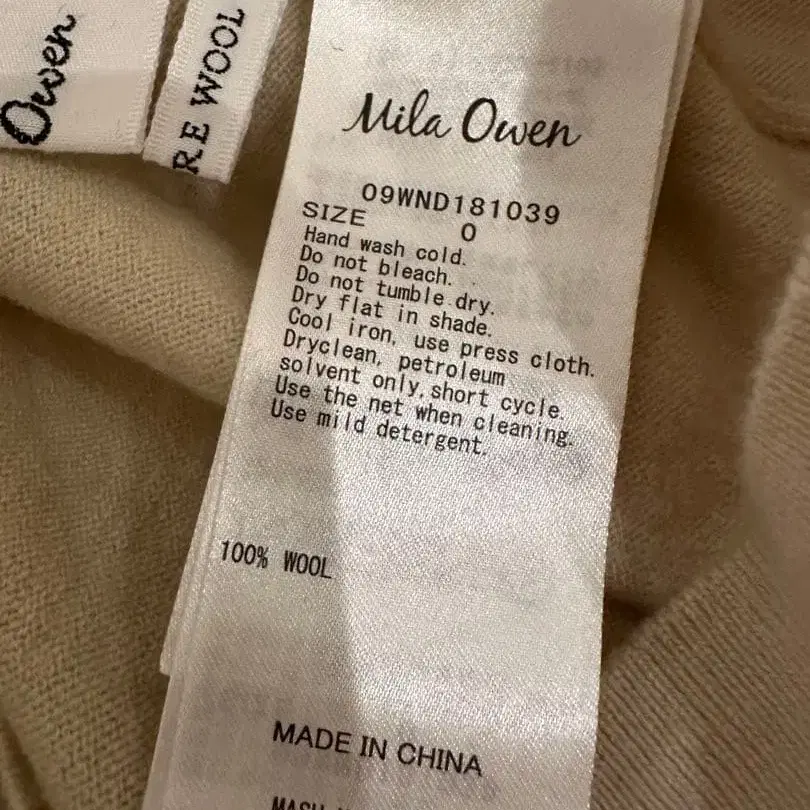 Owen
RE WOOL
Mila Owen
09WND181039
SIZE
0
Hand wash cold.
Do not bleach.
Do not tumble dry.
Dry flat in shade.
Cool iron, use press cloth.
Dryclean, petroleum
solvent only, short cycle.
Use the net when cleaning.
Use mild detergent.
100% WOOL
MADE IN CHINA